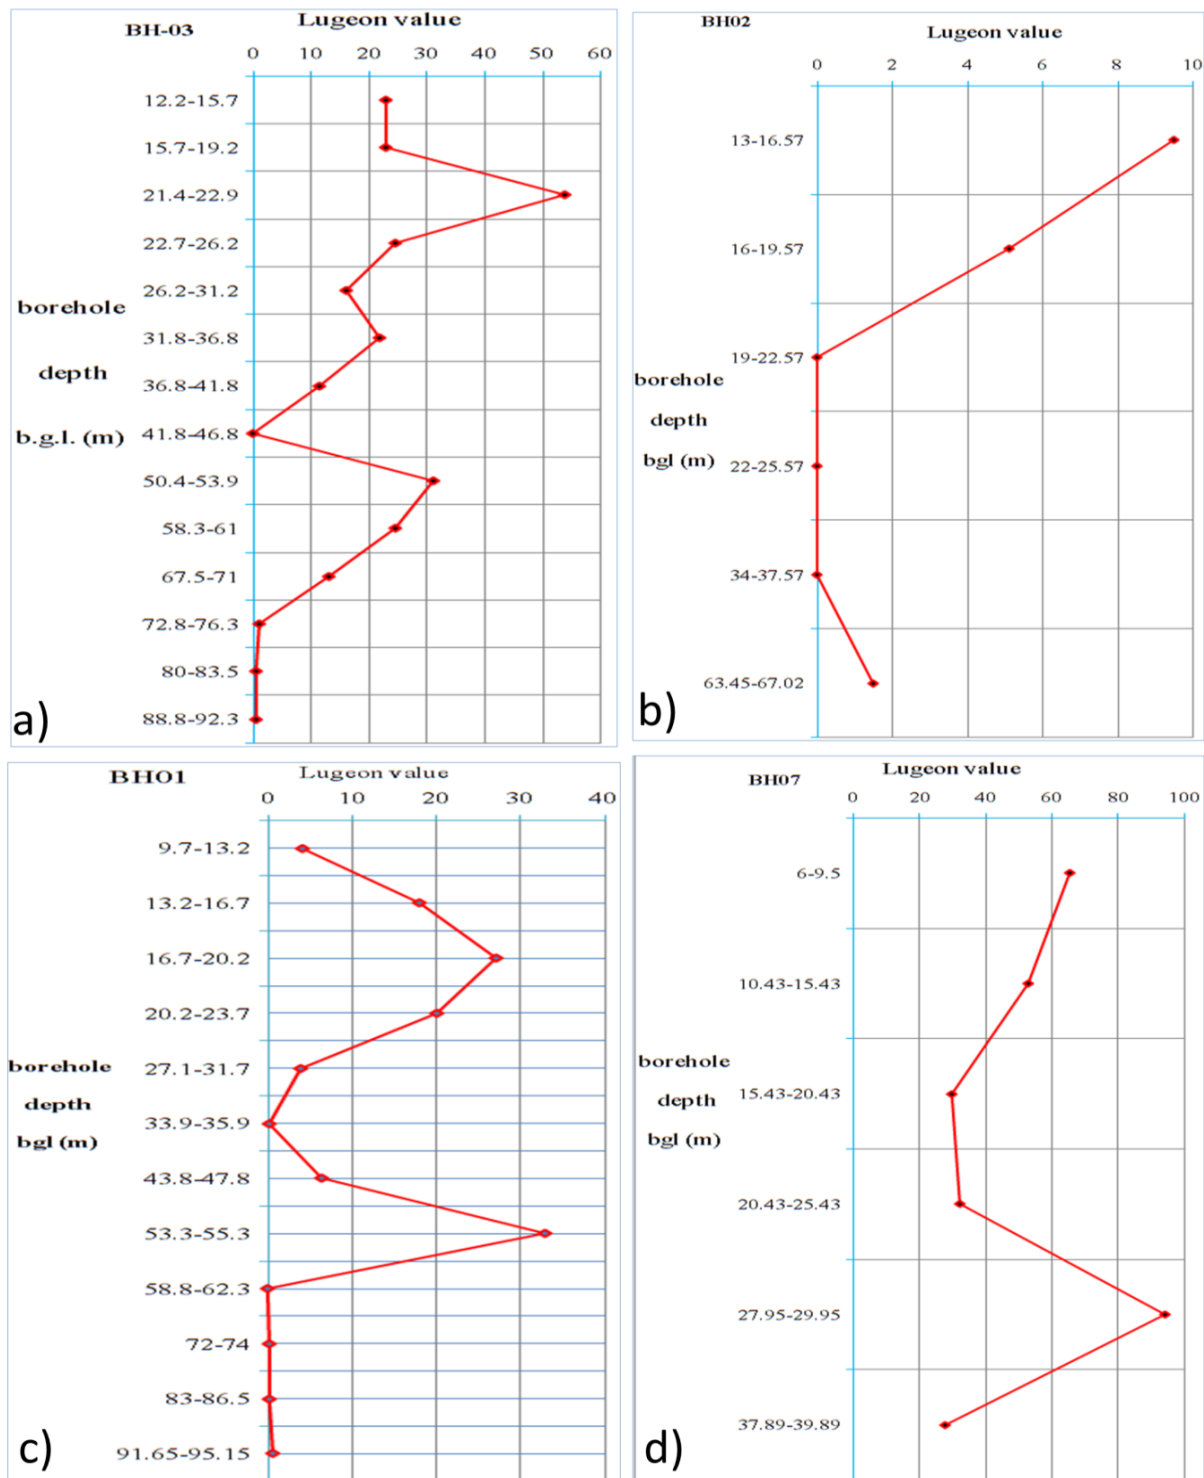 BH-03
Lugeon value
0 10 20 30 40 50 60
12.2-15.7
15.7-19.2
21.4-22.9
22.7-26.2
26.2-31.2
31.8-36.8
36.8-41.8
41.8-46.8
50.4-53.9
58.3-61
67.5-71
72.8-76.3
80-83.5
88.8-92.3
borehole
depth
b.g.l. (m)
a)
BH02
Lugeon value
0 2 4 6 8 10
13-16.57
16-19.57
19-22.57
22-25.57
34-37.57
63.45-67.02
borehole
depth
bgl (m)
b)
BHO1
Lugeon value
0 10 20 30 40
9.7-13.2
13.2-16.7
16.7-20.2
20.2-23.7
27.1-31.7
33.9-35.9
43.8-47.8
53.3-55.3
58.8-62.3
72-74
83-86.5
91.65-95.15
borehole
depth
bgl (m)
c)
BH07
Lugeon value
0 20 40 60 80 100
6-9.5
10.43-15.43
15.43-20.43
20.43-25.43
27.95-29.95
37.89-39.89
borehole
depth
bgl (m)
d)